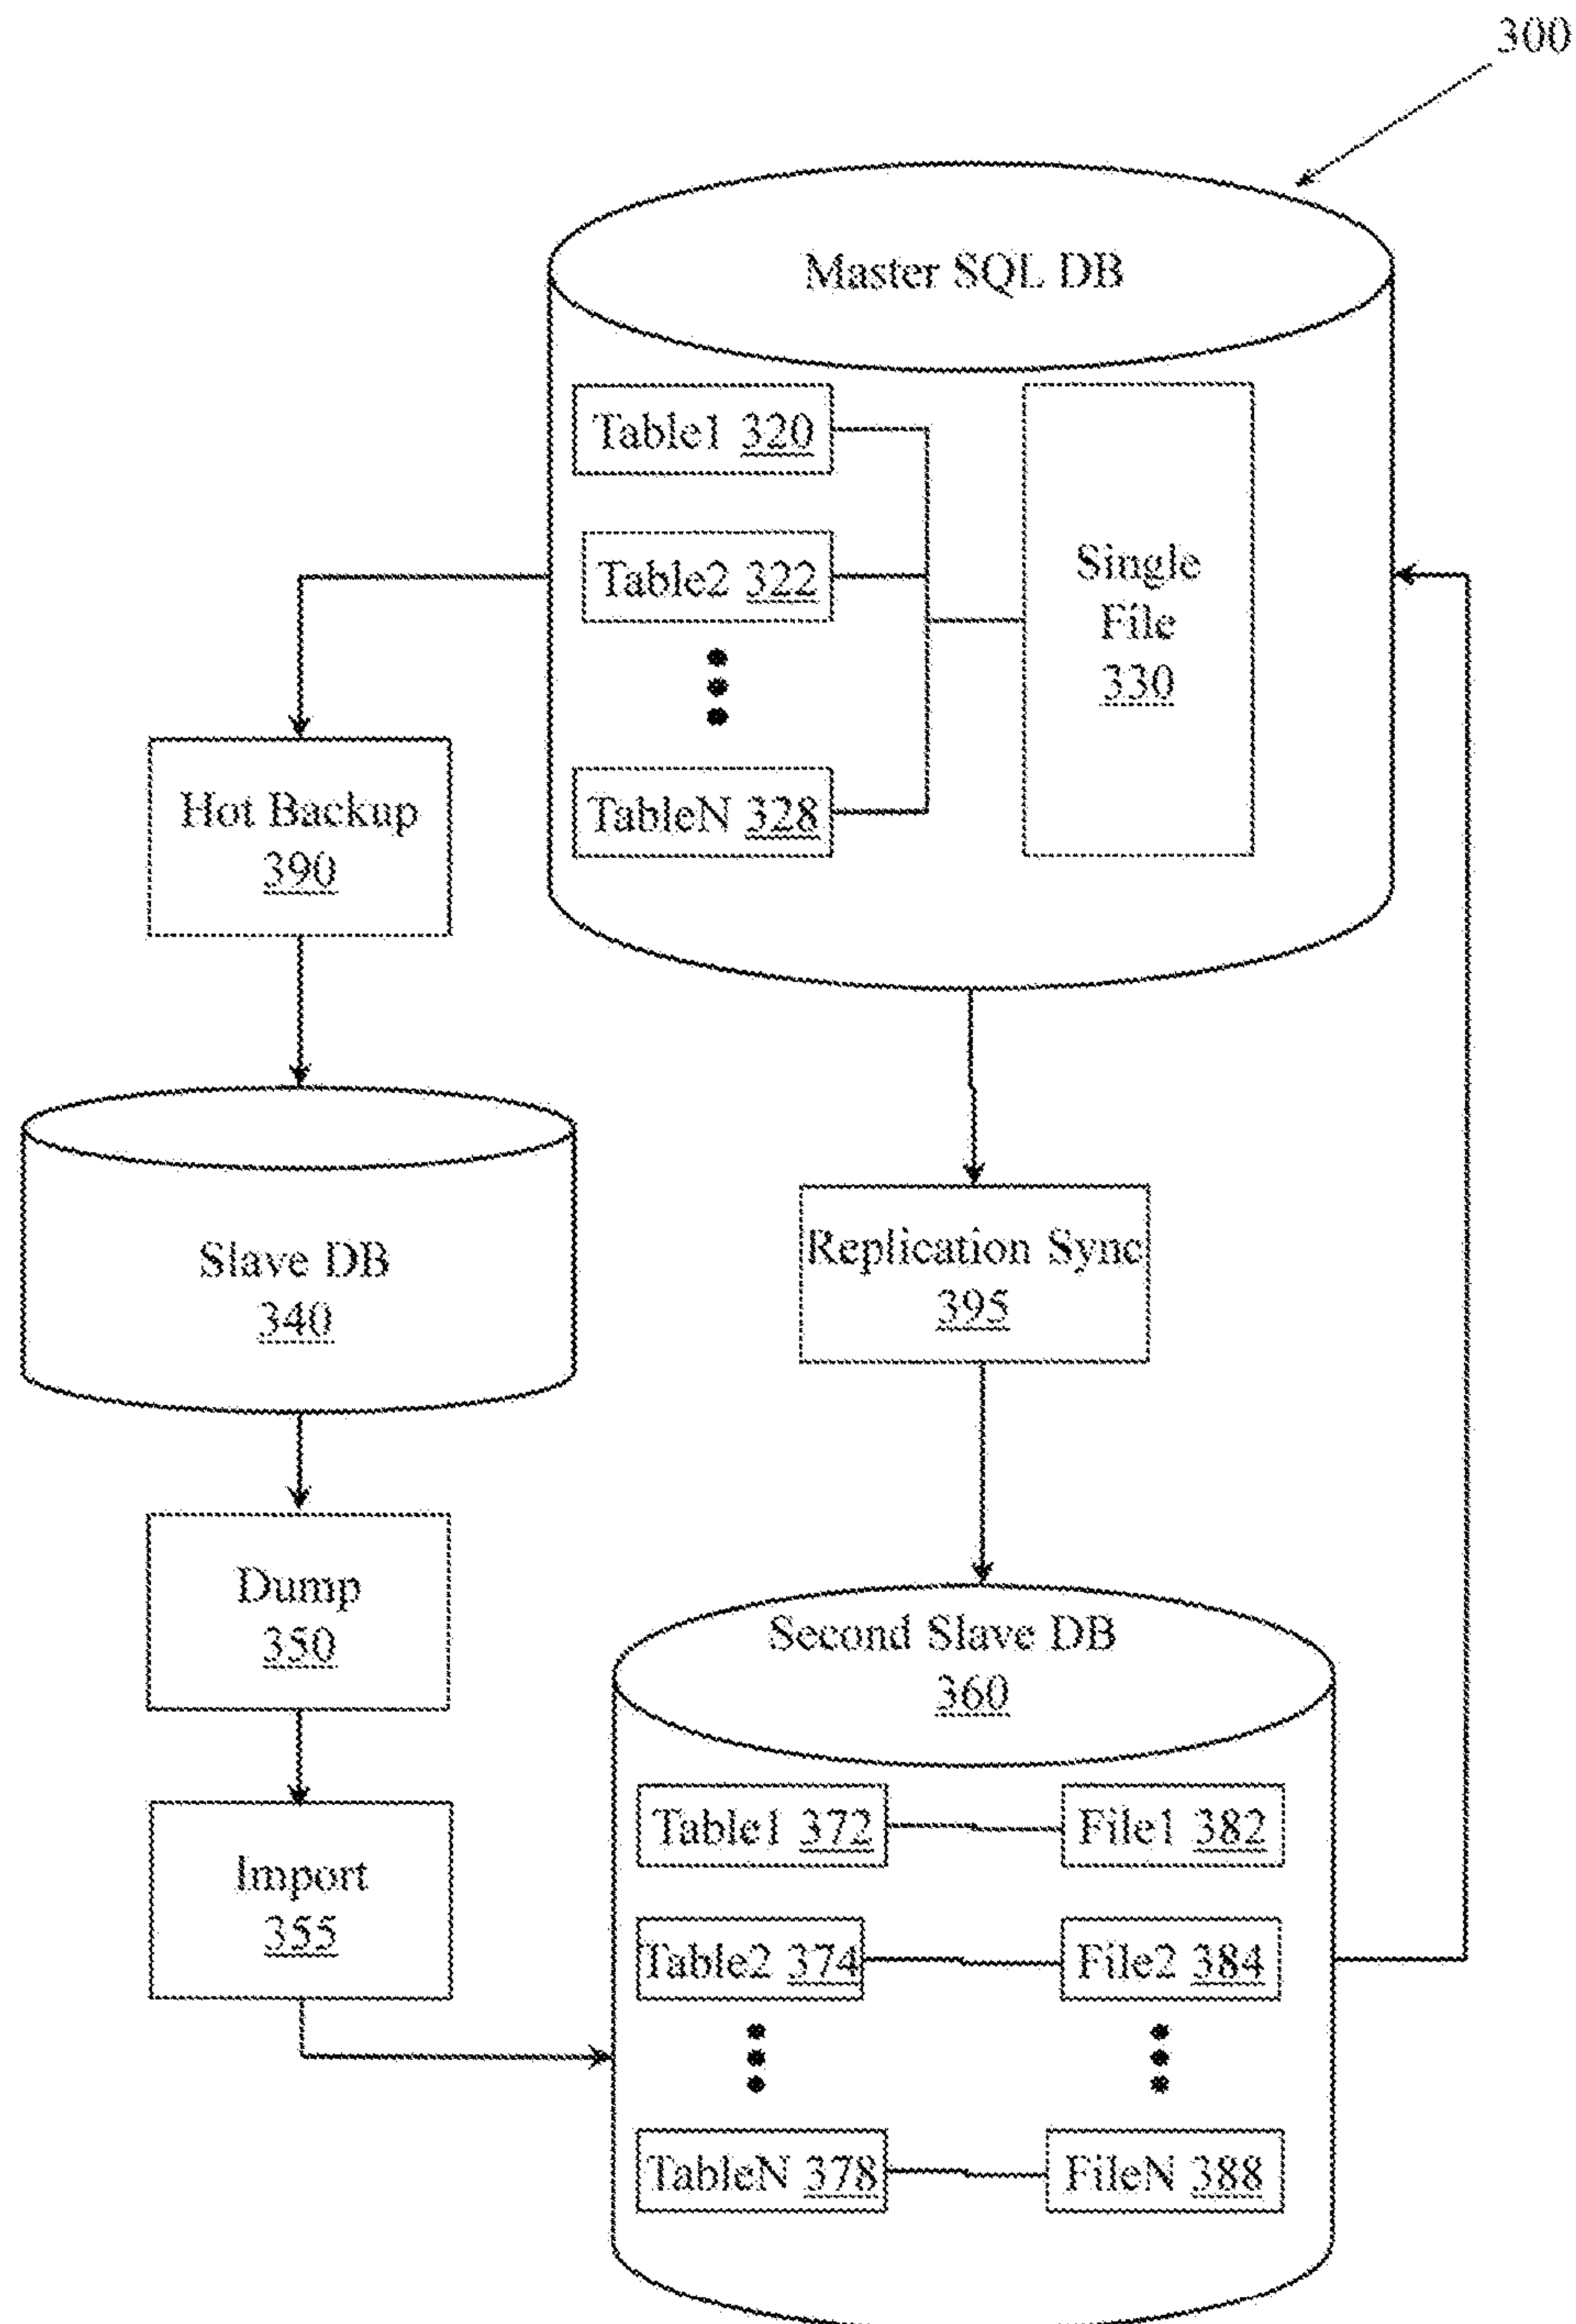 300
Master SQL DB
Table1 320
Table2 322
TableN 328
Single
File
330
Hot Backup
390
Slave DB
340
Replication Sync
395
Dump
350
Import
355
Second Slave DB
360
Table1 372
File1 382
Table2 374
File2 384
TableN 378
FileN 388